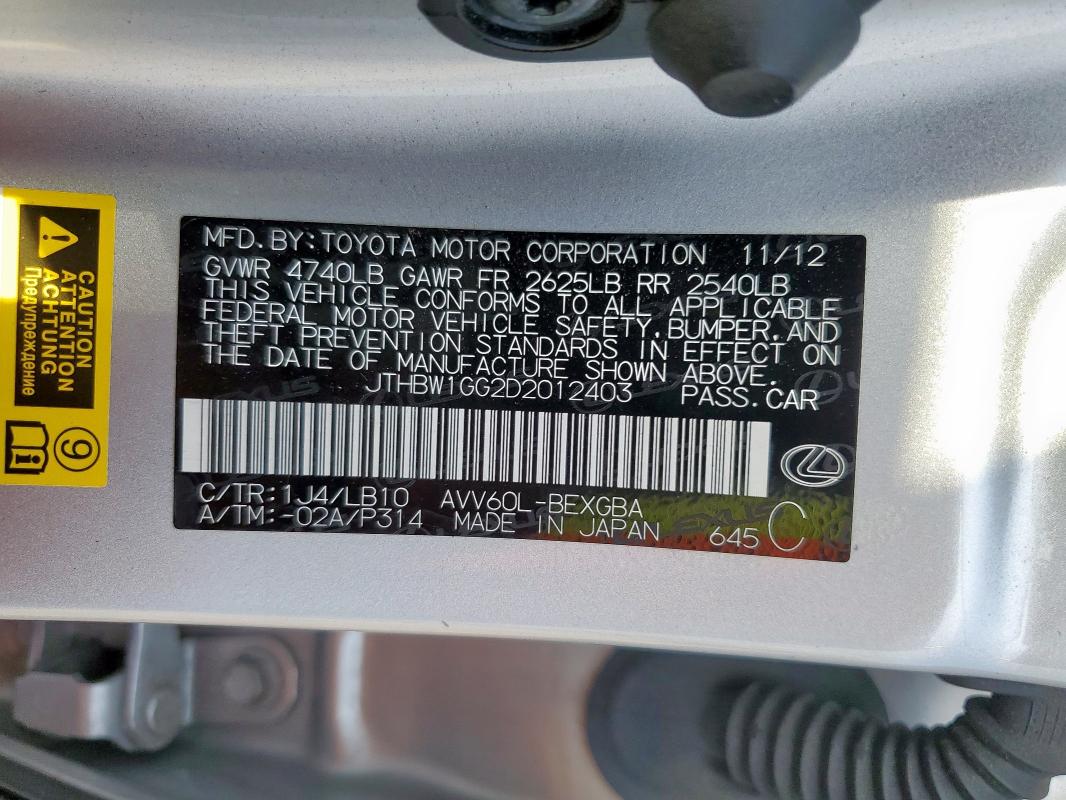 CAUTION
ATTENTION
ACHTUNG
Предупреждение
9
MFD.BY:TOYOTA MOTOR CORPORATION 11/12
GVWR 4740LB GAWR FR 2625LB RR 2540LB
THIS VEHICLE CONFORMS TO ALL APPLICABLE
FEDERAL MOTOR VEHICLE SAFETY,BUMPER,AND
THEFT PREVENTION STANDARDS IN EFFECT ON
THE DATE OF MANUFACTURE SHOWN ABOVE.
JTHBW1GG2D2012403 PASS.CAR
C/TR:1J4/LB10 AVV60L-BEXGBA
A/TM:-02A/P314 MADE IN JAPAN 645 C